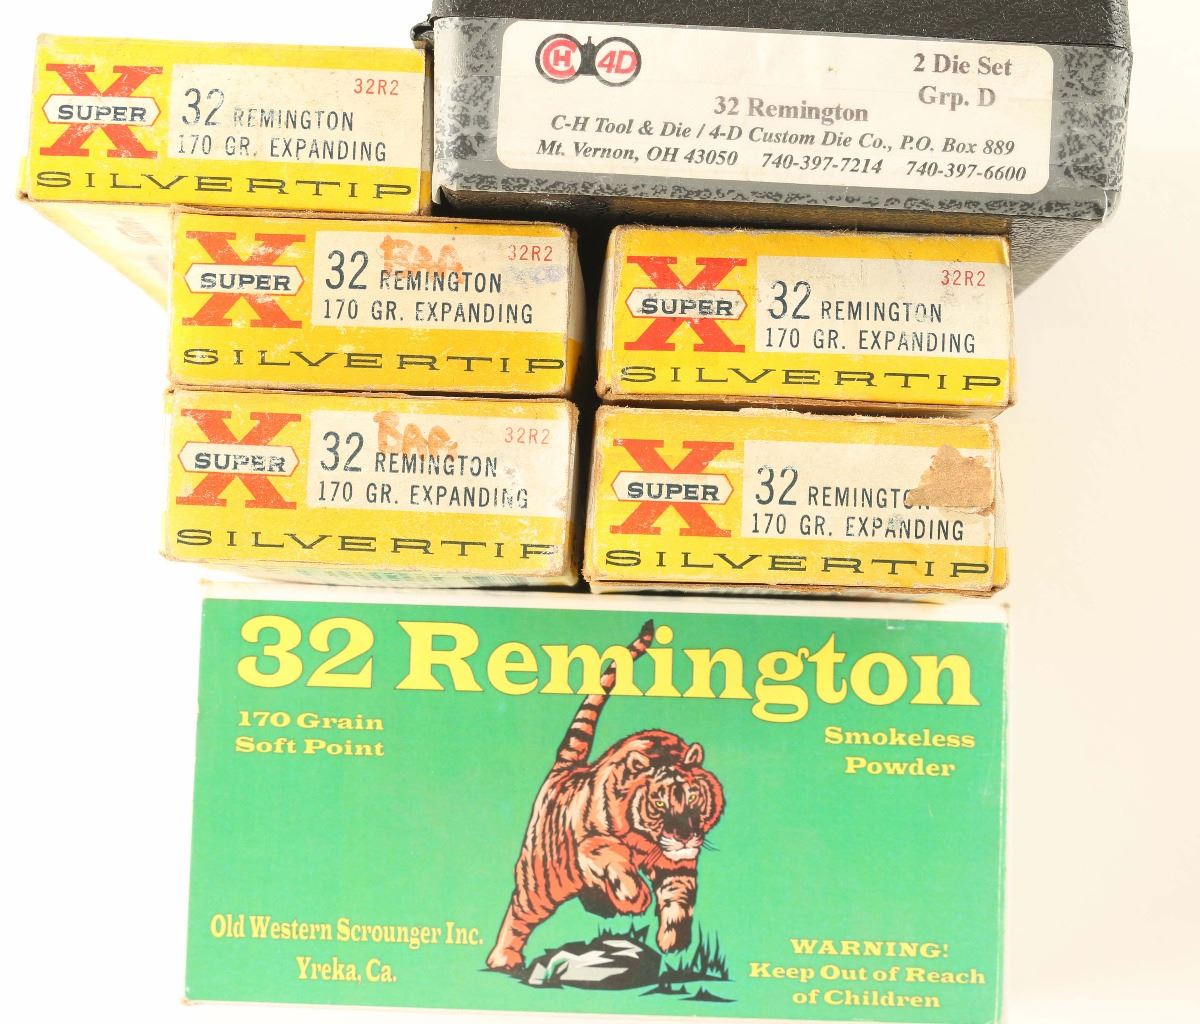 X
SUPER
32R2
32 REMINGTON
170 GR. EXPANDING
SILVERTIP
CH 4D
2 Die Set
Grp. D
32 Remington
C-H Tool & Die / 4-D Custom Die Co., P.O. Box 889
Mt. Vernon, OH 43050 740-397-7214 740-397-6600
X
SUPER
32R2
32 REMINGTON
170 GR. EXPANDING
SILVERTIP
X
SUPER
32R2
32 REMINGTON
170 GR. EXPANDING
SILVERTIP
X
SUPER
32R2
32 REMINGTON
170 GR. EXPANDING
SILVERTIP
X
SUPER
32 REMINGTO
170 GR. EXPANDING
SILVERTIP
32 Remington
170 Grain
Soft Point
Smokeless
Powder
Old Western Scrounger Inc.
Yreka, Ca.
WARNING!
Keep Out of Reach
of Children